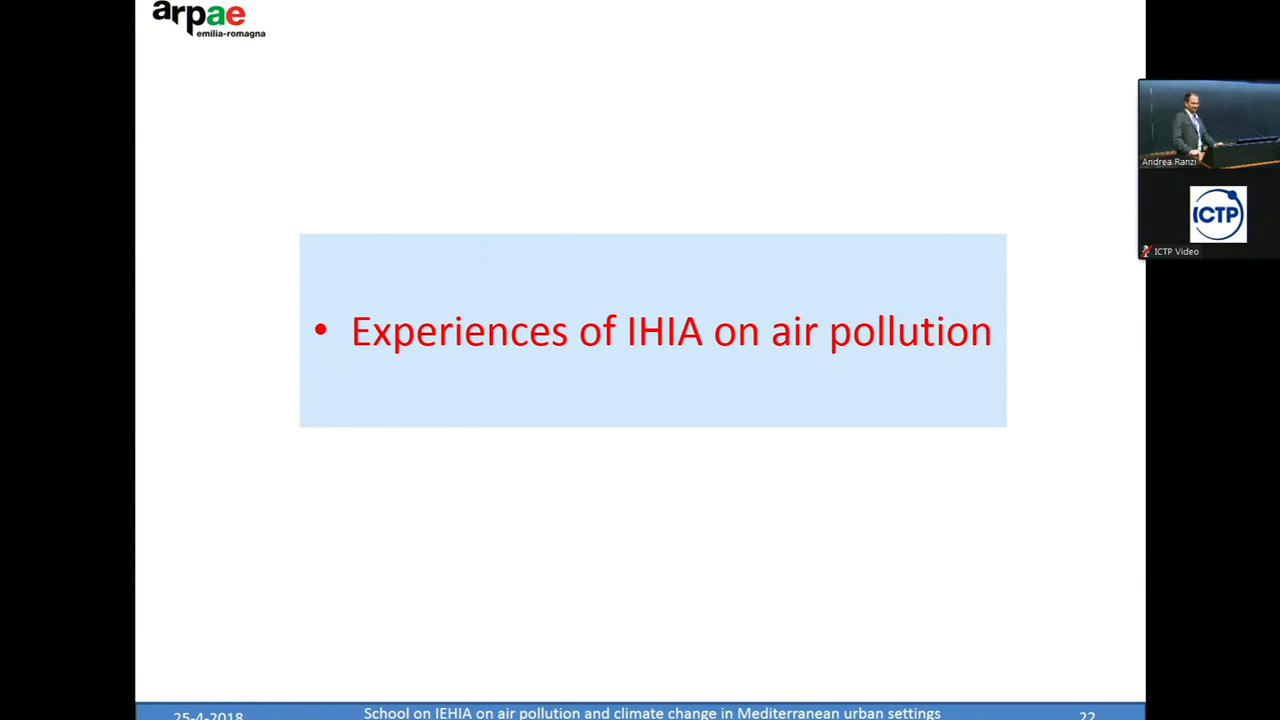 arpae
emilia-romagna
Andrea Ranzi
ICTP
ICTP Video
• Experiences of IHIA on air pollution
25-4-2018
School on IEHIA on air pollution and climate change in Mediterranean urban settings
22